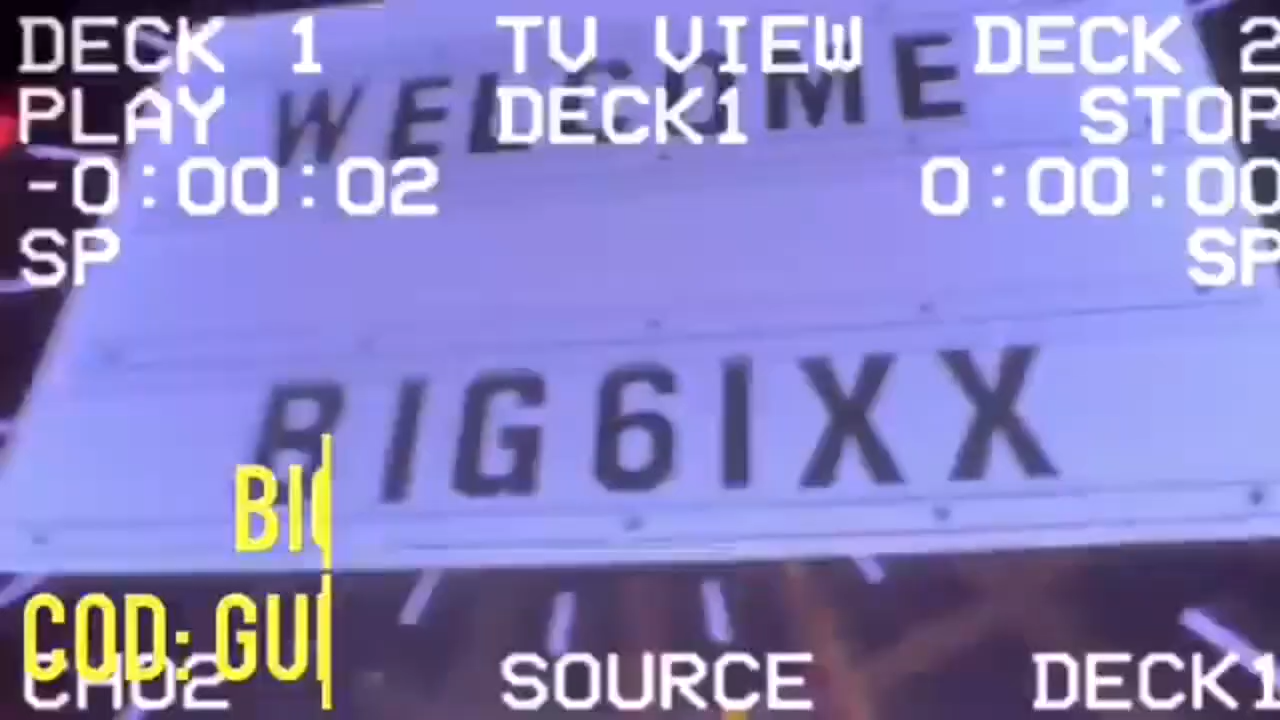 DECK 1 TV VIEW DECK 2
PLAY DECK1 STOP
-0:00:02 0:00:00
SP SP
WELCOME
BIG6IXX
BIG
COD: GU
CH02 SOURCE DECK1